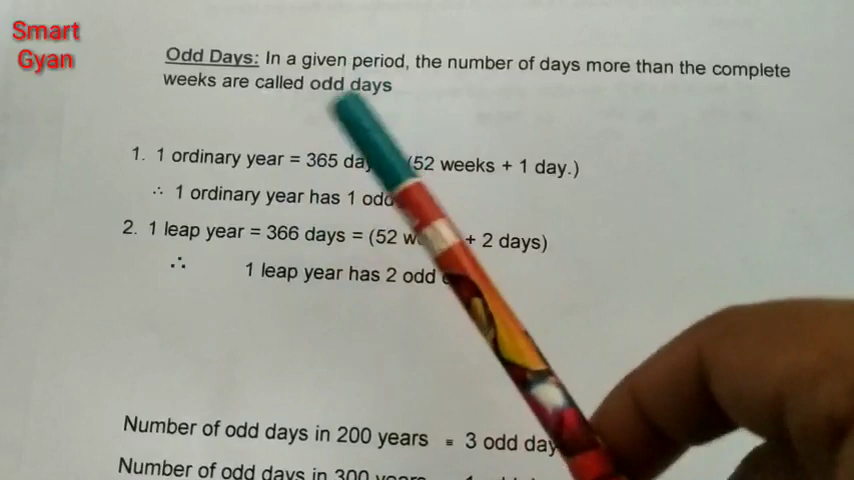 Smart
Gyan
Odd Days: In a given period, the number of days more than the complete
weeks are called odd days
1. 1 ordinary year = 365 (52 weeks + 1 day.)
∴ 1 ordinary year has 1 odd
2. 1 leap year = 366 days = (52 + 2 days)
∴ 1 leap year has 2 odd
Number of odd days in 200 years = 3 odd
Number of odd days in 300 years